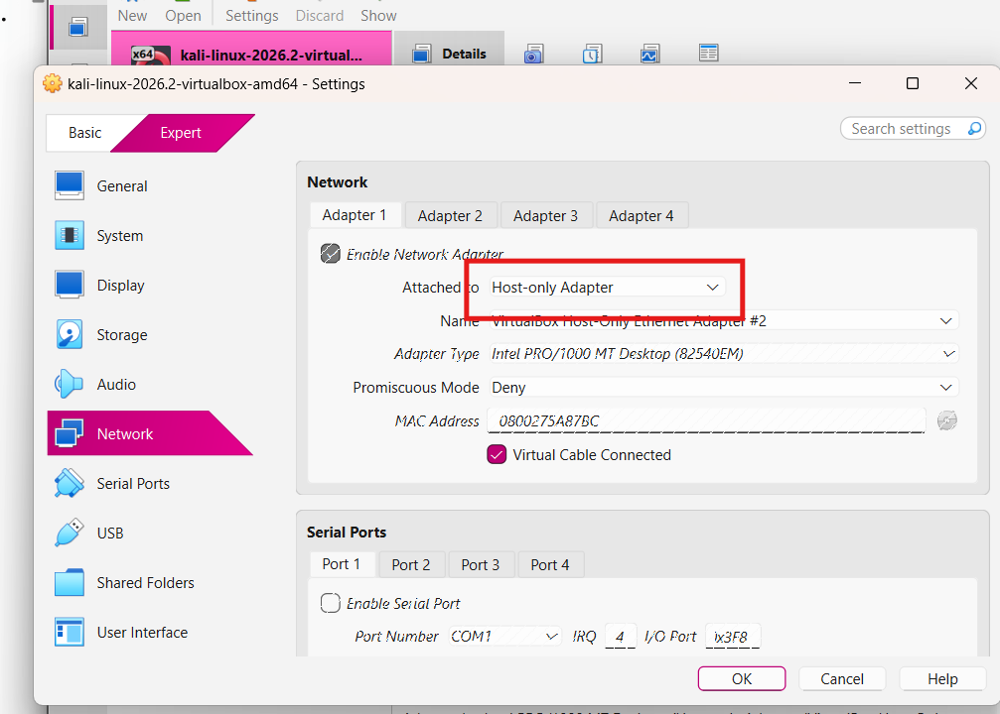 New Open Settings Discard Show
x64 kali-linux-2026.2-virtual... Details
kali-linux-2026.2-virtualbox-amd64 - Settings
Basic Expert Search settings
General
System
Display
Storage
Audio
Network
Serial Ports
USB
Shared Folders
User Interface
Network
Adapter 1 Adapter 2 Adapter 3 Adapter 4
Enable Network Adapter
Attached to Host-only Adapter
Name VirtualBox Host-Only Ethernet Adapter #2
Adapter Type Intel PRO/1000 MT Desktop (82540EM)
Promiscuous Mode Deny
MAC Address 0800275A87BC
Virtual Cable Connected
Serial Ports
Port 1 Port 2 Port 3 Port 4
Enable Serial Port
Port Number COM1 IRQ 4 I/O Port 0x3F8
OK Cancel Help